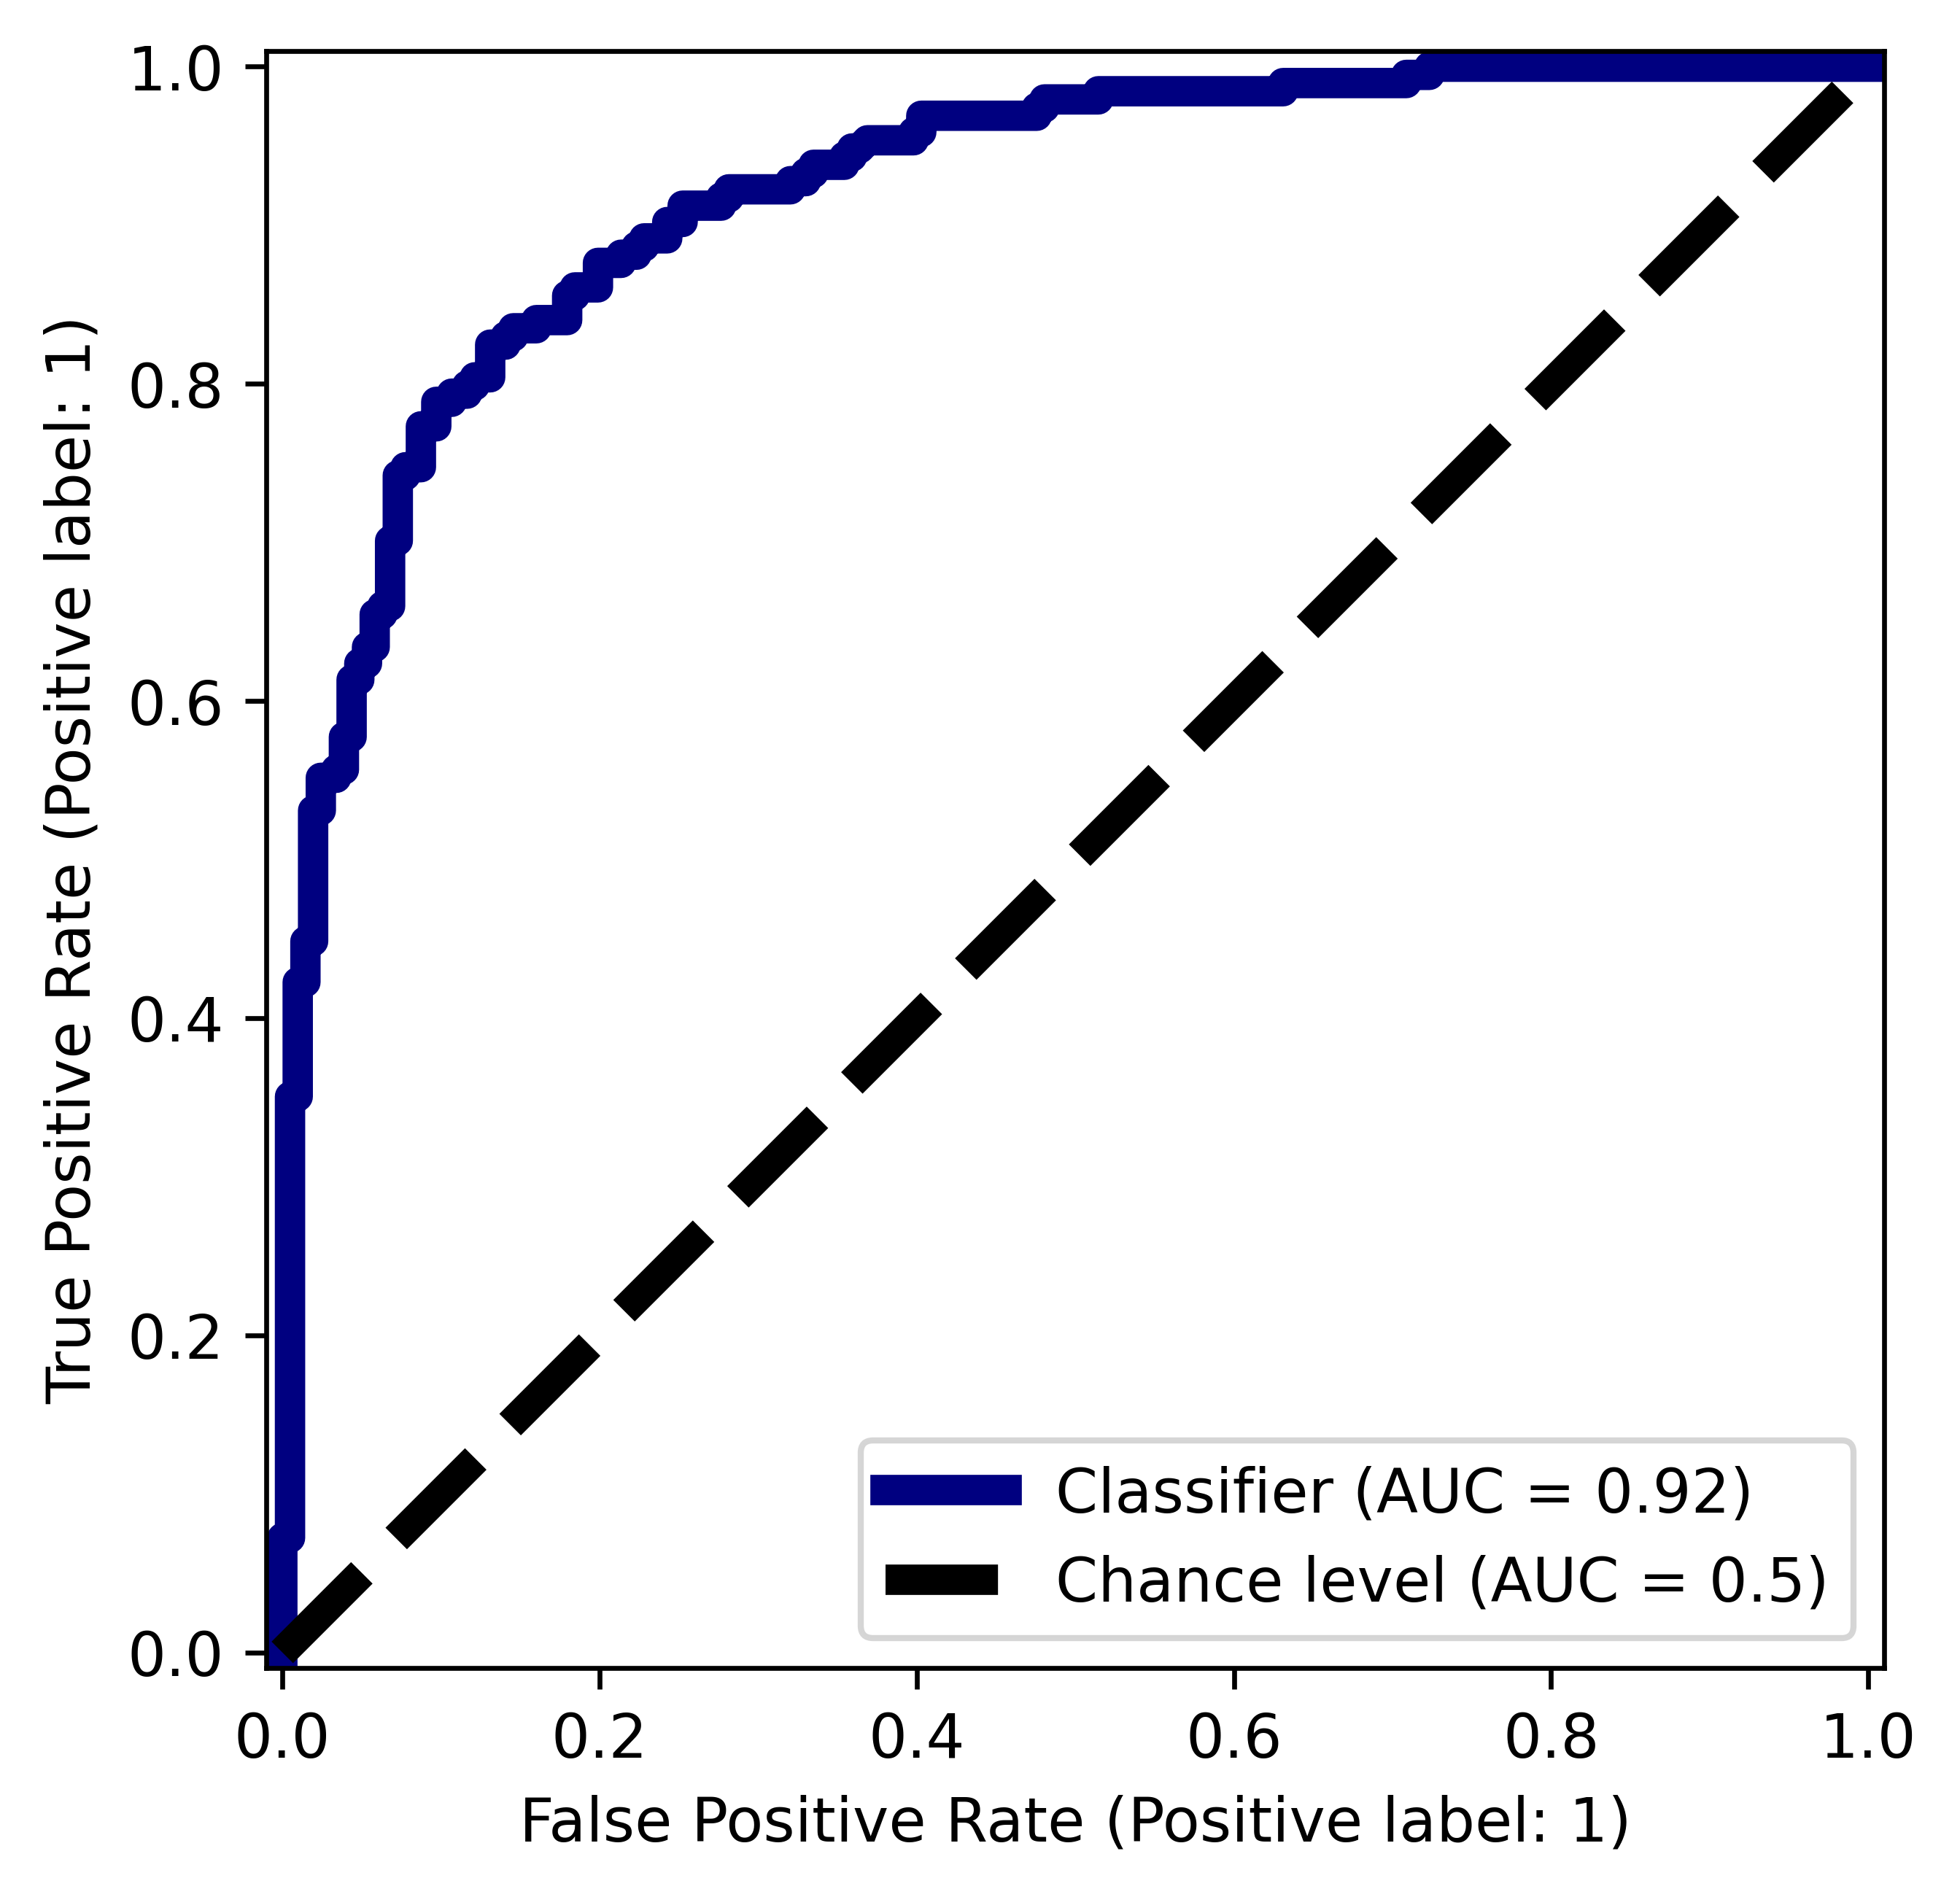 1.0
0.8
0.6
0.4
0.2
0.0
True Positive Rate (Positive label: 1)
Classifier (AUC = 0.92)
Chance level (AUC = 0.5)
0.0 0.2 0.4 0.6 0.8 1.0
False Positive Rate (Positive label: 1)